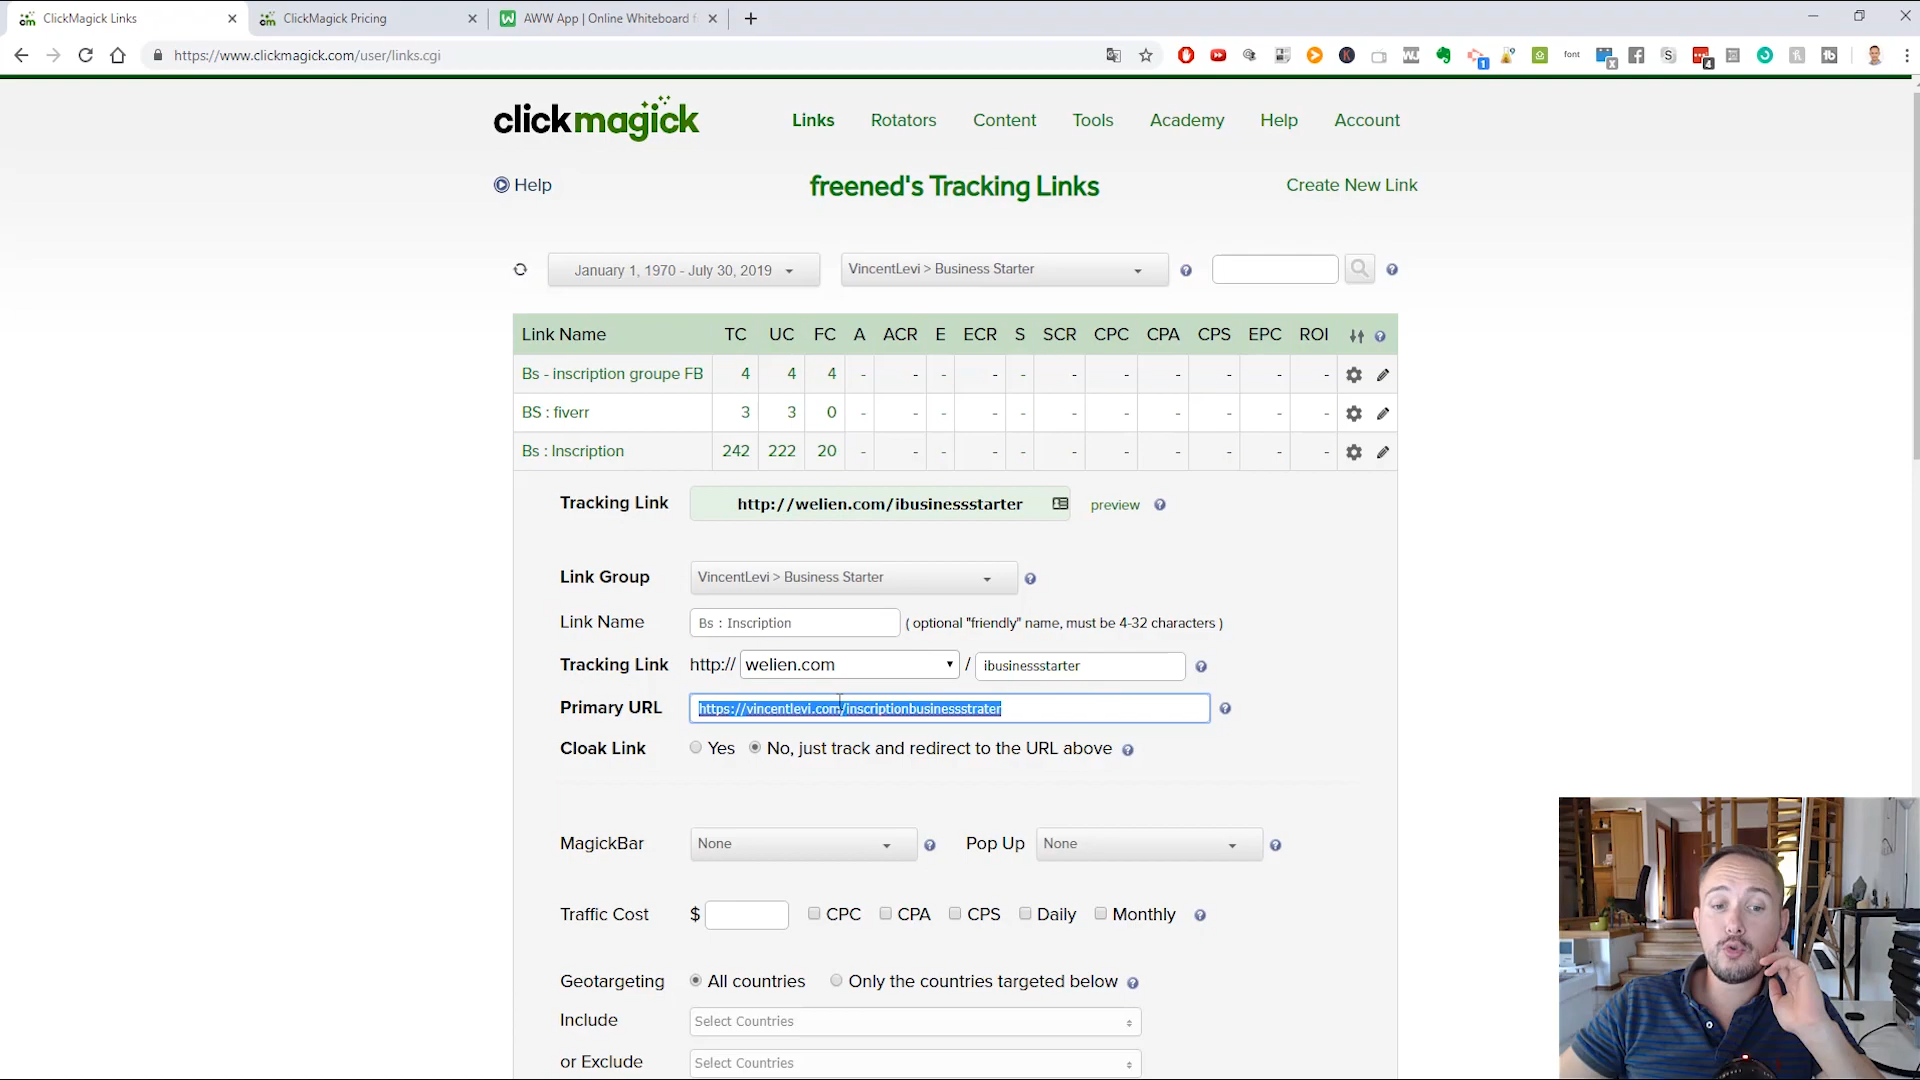 ClickMagick Links
ClickMagick Pricing
AWW App | Online Whiteboard f
https://www.clickmagick.com/user/links.cgi
font
clickmagick
Links Rotators Content Tools Academy Help Account
Help
freened's Tracking Links
Create New Link
January 1, 1970 - July 30, 2019
VincentLevi > Business Starter
Link Name TC UC FC A ACR E ECR S SCR CPC CPA CPS EPC ROI
Bs - inscription groupe FB 4 4 4 - - - - - - - - - - -
BS : fiverr 3 3 0 - - - - - - - - - - -
Bs : Inscription 242 222 20 - - - - - - - - - - -
Tracking Link http://welien.com/ibusinessstarter preview
Link Group VincentLevi > Business Starter
Link Name Bs : Inscription ( optional "friendly" name, must be 4-32 characters )
Tracking Link http:// welien.com / ibusinessstarter
Primary URL https://vincentlevi.com/inscriptionbusinessstrater
Cloak Link Yes No, just track and redirect to the URL above
MagickBar None Pop Up None
Traffic Cost $ CPC CPA CPS Daily Monthly
Geotargeting All countries Only the countries targeted below
Include Select Countries
or Exclude Select Countries